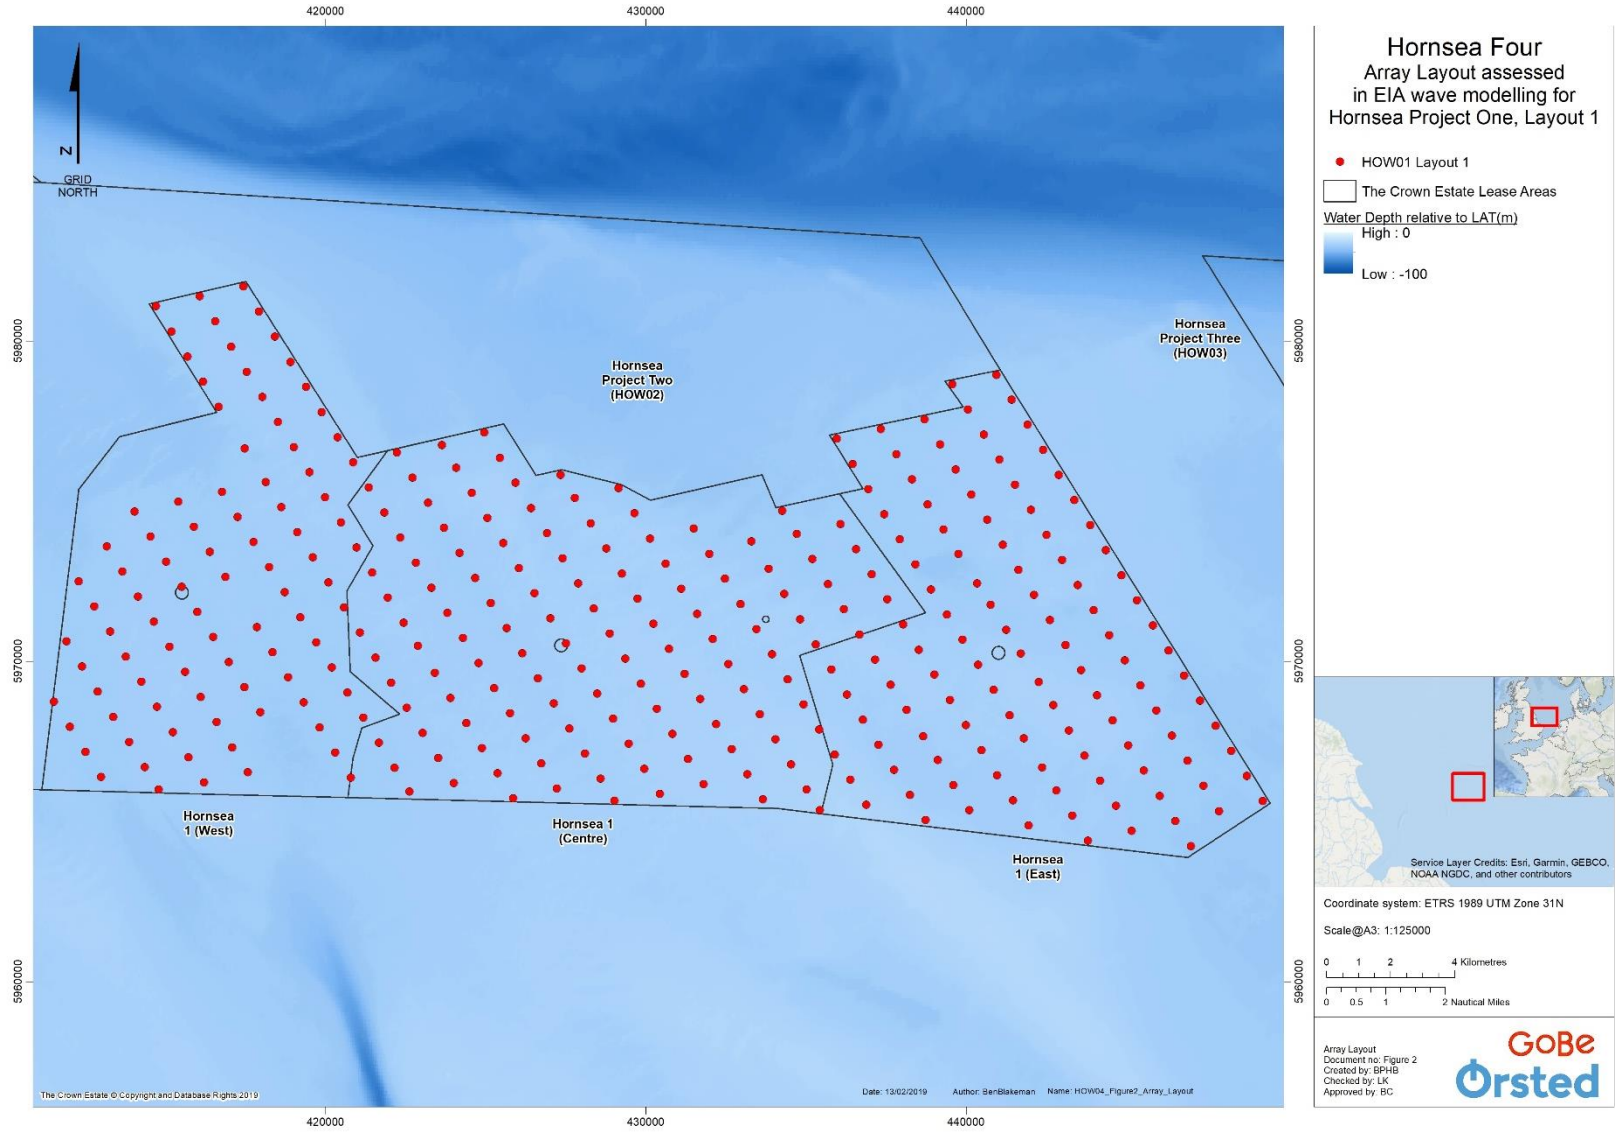 420000
430000
440000
N
GRID
NORTH
5980000
5970000
5960000
Hornsea
Project Two
(HOW02)
Hornsea
Project Three
(HOW03)
Hornsea
1 (West)
Hornsea 1
(Centre)
Hornsea
1 (East)
5980000
5970000
5960000
The Crown Estate © Copyright and Database Rights 2019
Date: 13/02/2019
Author: BenBlakeman
Name: HOW04_Figure2_Array_Layout
420000
430000
440000
Hornsea Four
Array Layout assessed
in EIA wave modelling for
Hornsea Project One, Layout 1
HOW01 Layout 1
The Crown Estate Lease Areas
Water Depth relative to LAT(m)
High : 0
Low : -100
Service Layer Credits: Esri, Garmin, GEBCO,
NOAA NGDC, and other contributors
Coordinate system: ETRS 1989 UTM Zone 31N
Scale@A3: 1:125000
0 1 2 4 Kilometres
0 0.5 1 2 Nautical Miles
Array Layout
Document no: Figure 2
Created by: BPHB
Checked by: LK
Approved by: BC
GoBe
Ørsted